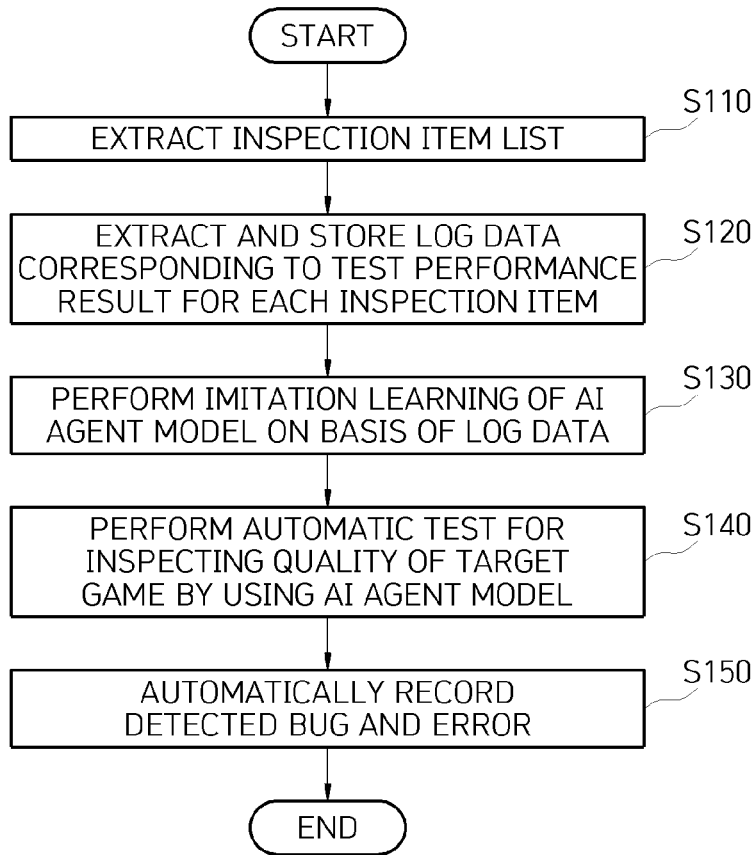 START
S110
EXTRACT INSPECTION ITEM LIST
S120
EXTRACT AND STORE LOG DATA
CORRESPONDING TO TEST PERFORMANCE
RESULT FOR EACH INSPECTION ITEM
S130
PERFORM IMITATION LEARNING OF AI
AGENT MODEL ON BASIS OF LOG DATA
S140
PERFORM AUTOMATIC TEST FOR
INSPECTING QUALITY OF TARGET
GAME BY USING AI AGENT MODEL
S150
AUTOMATICALLY RECORD
DETECTED BUG AND ERROR
END